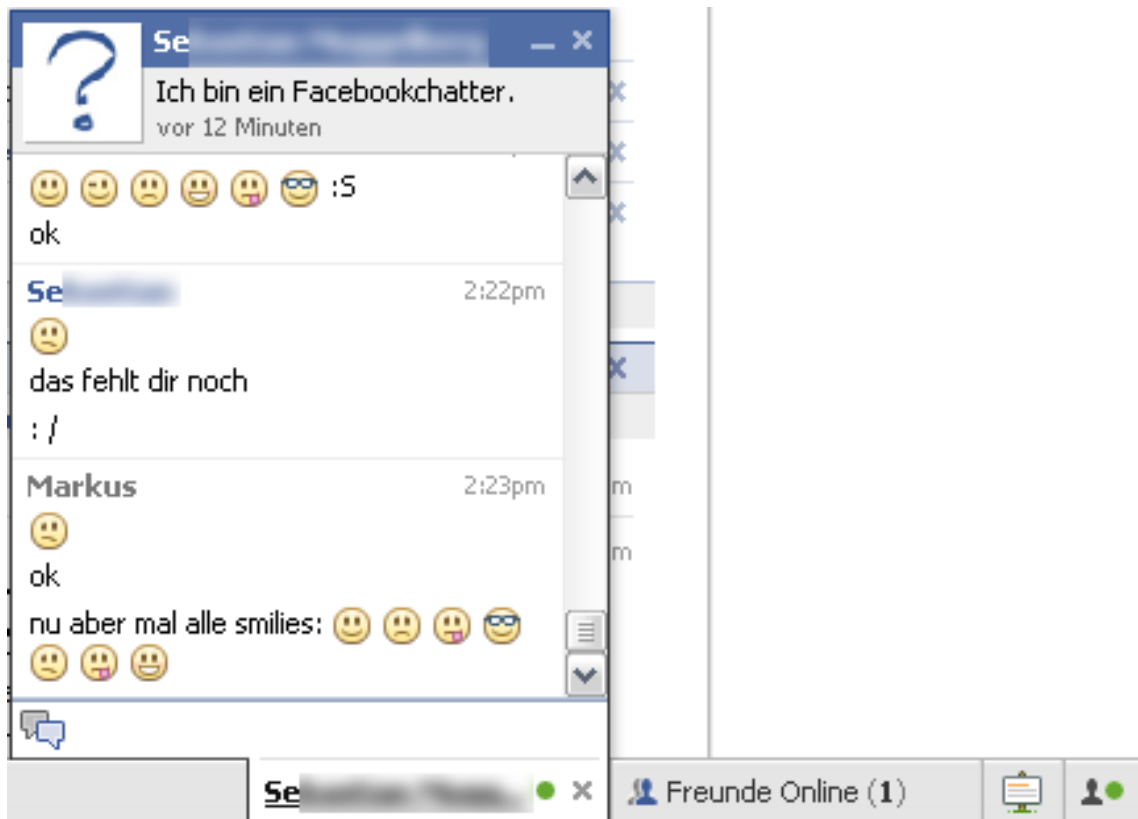 Se
Ich bin ein Facebookchatter.
vor 12 Minuten
:S
ok
Se 2:22pm
das fehlt dir noch
:/
Markus 2:23pm
ok
nu aber mal alle smilies:
Se
Freunde Online (1)
m
m